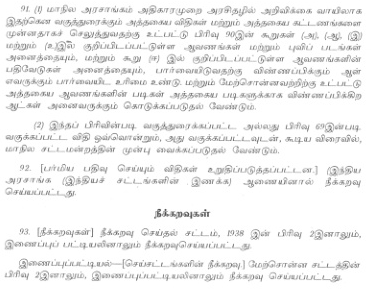 91. (1) மாநில அரசாங்கம் அதிகாரமுறை அரசிதழில் அறிவிக்கை வாயிலாக
இதற்கென வகுத்துரைக்கும் அத்தகைய விதிகள் மற்றும் அத்தகைய கட்டணங்களை
முன்னதாகச் செலுத்துவதற்கு உட்பட்டு பிரிவு 90இன் கூறுகள் (அ), (ஆ), (இ)
மற்றும் (உ)இல் குறிப்பிடப்பட்டுள்ள ஆவணங்கள் மற்றும் புலிப் படங்கள்
அனைத்தையும், மற்றும் கூறு (ஈ) இல் குறிப்பிடப்பட்டுள்ள ஆவணங்களின்
பதிவேடுகள் அனைத்தையும், பார்வையிடுவதற்கு விண்ணப்பிக்கும் ஆள்
எவருக்கும் பார்வையிட உரிமை உண்டு. மற்றும் மேற்சொன்னவற்றிற்கு உட்பட்டு
அத்தகைய ஆவணங்களின் படிகள் அத்தகைய படிகளுக்காக விண்ணப்பிக்கிற
ஆட்கள் அனைவருக்கும் கொடுக்கப்படுதல் வேண்டும்.
(2) இந்தப் பிரிவின்படி வகுத்துரைக்கப்பட்ட அல்லது பிரிவு 69இன்படி
வகுக்கப்பட்ட விதி ஒவ்வொன்றும், அது வகுக்கப்பட்டவுடன், கூடிய விரைவில்,
மாநில சட்டமன்றத்தின் முன்பு வைக்கப்படுதல் வேண்டும்.
92. [பர்மிய பதிவு செய்யும் விதிகள் உறுதிப்படுத்தப்பட்டன.] (இந்திய
அரசாங்க (இந்தியச் சட்டங்களின் இணக்க) ஆணையினால் நீக்கறவு
செய்யப்பட்டது.
நீக்கறவுகள்
93. [நீக்கறவுகள்] நீக்கறவு செய்தல் சட்டம், 1938 இன் பிரிவு 2இனாலும்,
இணைப்புப் பட்டியலினாலும் நீக்கறவுசெய்யப்பட்டது.
இணைப்புப்பட்டியல்—[செய்சட்டங்களின் நீக்கறவு.] மேற்சொன்ன சட்டத்தின்
பிரிவு 2இனாலும், இணைப்புப்பட்டியலினாலும் நீக்கறவு செய்யப்பட்டது.